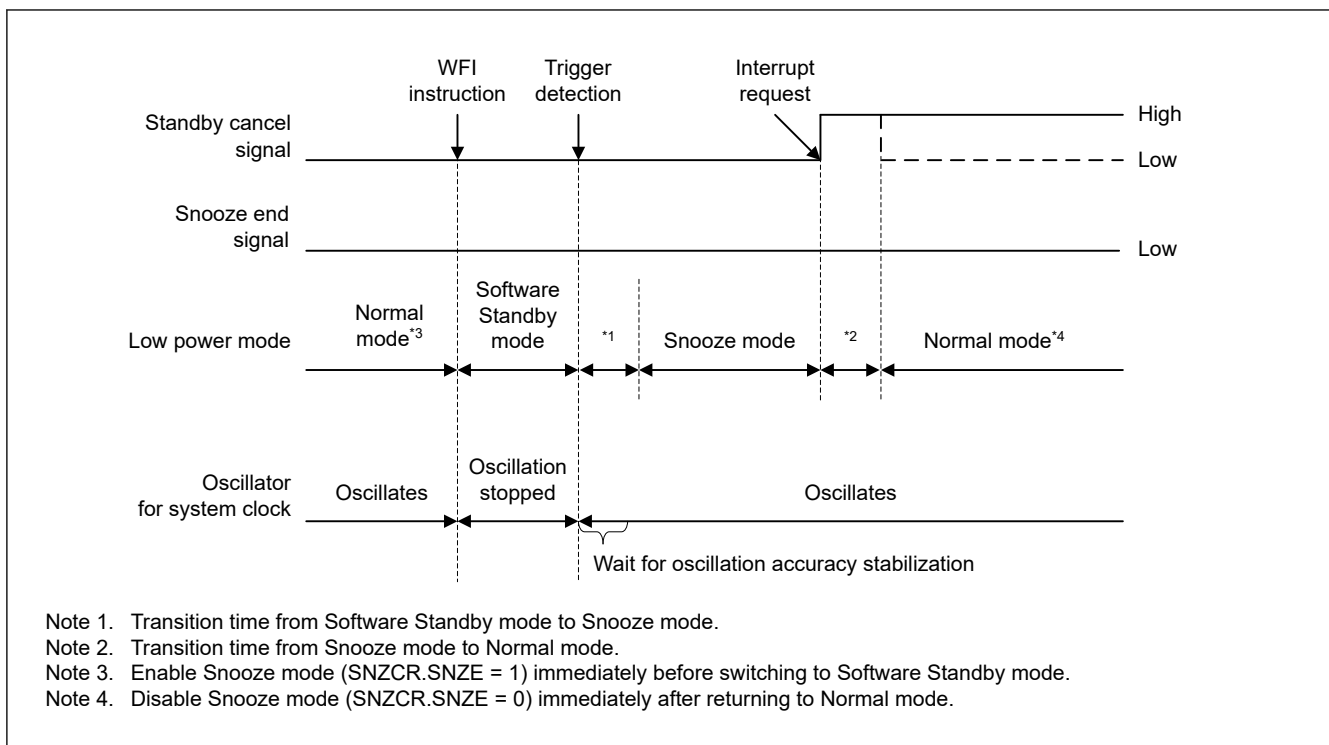 WFI
instruction
Trigger
detection
Interrupt
request
Standby cancel
signal
High
Low
Snooze end
signal
Low
Low power mode
Normal
mode*3
Software
Standby
mode
*1
Snooze mode
*2
Normal mode*4
Oscillator
for system clock
Oscillates
Oscillation
stopped
Oscillates
Wait for oscillation accuracy stabilization
Note 1. Transition time from Software Standby mode to Snooze mode.
Note 2. Transition time from Snooze mode to Normal mode.
Note 3. Enable Snooze mode (SNZCR.SNZE = 1) immediately before switching to Software Standby mode.
Note 4. Disable Snooze mode (SNZCR.SNZE = 0) immediately after returning to Normal mode.